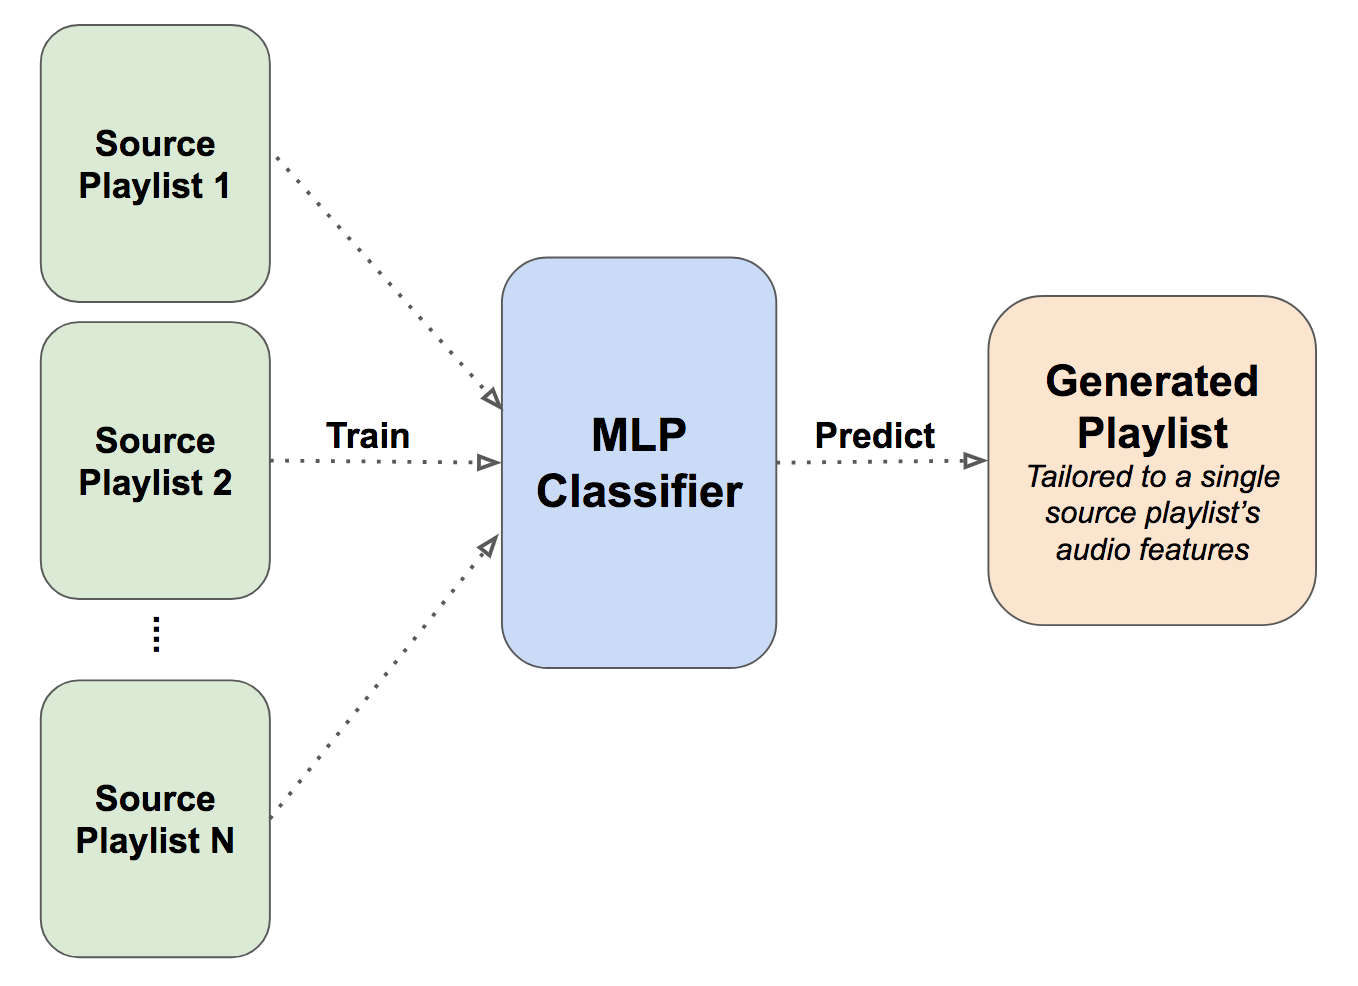 Source
Playlist 1
Source
Playlist 2
Source
Playlist N
Train
MLP
Classifier
Predict
Generated
Playlist
Tailored to a single
source playlist’s
audio features